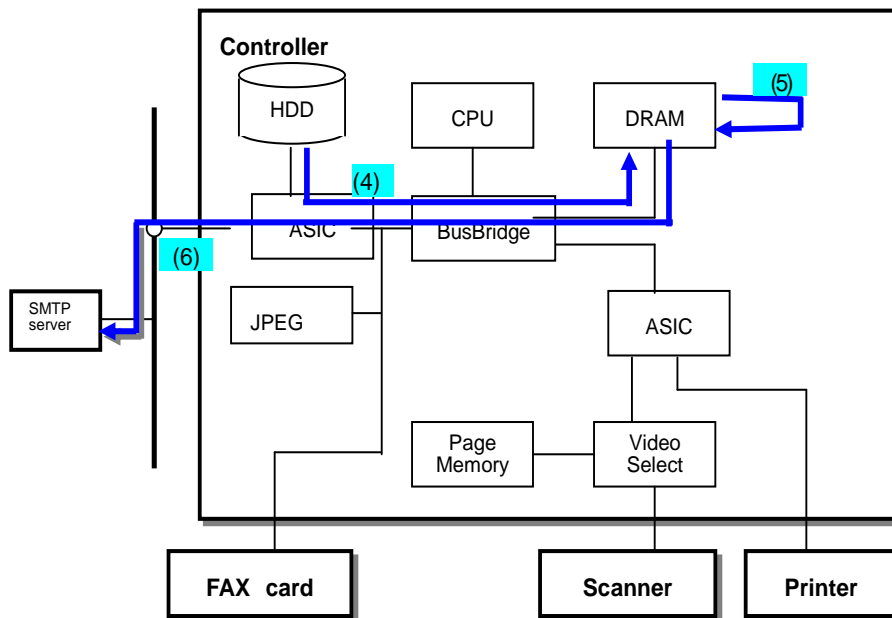 Controller
HDD
CPU
DRAM
(5)
(4)
ASIC
BusBridge
(6)
SMTP
server
JPEG
ASIC
Page
Memory
Video
Select
FAX card
Scanner
Printer